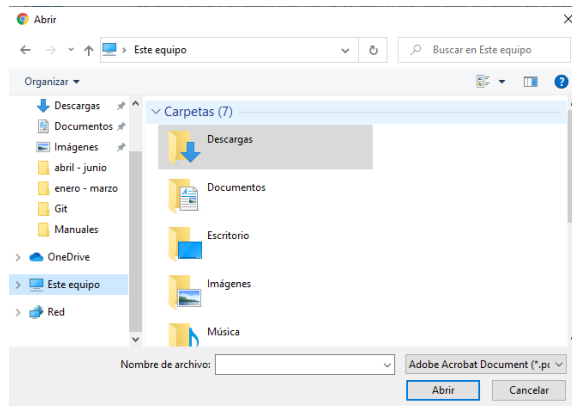 Abrir
Este equipo
Buscar en Este equipo
Organizar
Descargas
Documentos
Imágenes
abril - junio
enero - marzo
Git
Manuales
OneDrive
Este equipo
Red
Carpetas (7)
Descargas
Documentos
Escritorio
Imágenes
Música
Nombre de archivo:
Adobe Acrobat Document (*.pc
Abrir
Cancelar